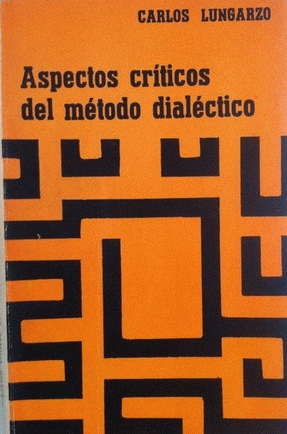 CARLOS LUNGARZO
Aspectos críticos
del método dialéctico